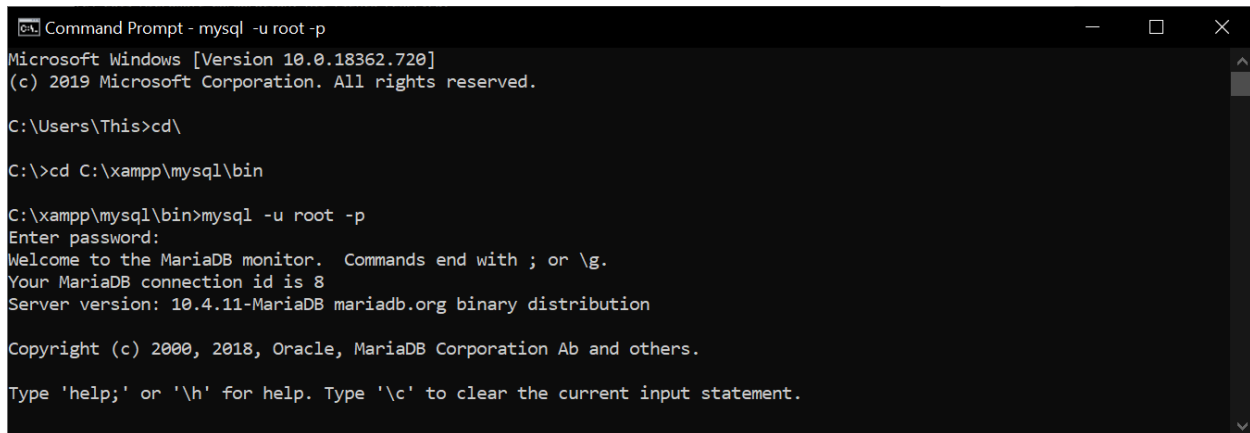 Command Prompt - mysql  -u root -p
Microsoft Windows [Version 10.0.18362.720]
(c) 2019 Microsoft Corporation. All rights reserved.
C:\Users\This>cd\
C:\>cd C:\xampp\mysql\bin
C:\xampp\mysql\bin>mysql -u root -p
Enter password:
Welcome to the MariaDB monitor.  Commands end with ; or \g.
Your MariaDB connection id is 8
Server version: 10.4.11-MariaDB mariadb.org binary distribution
Copyright (c) 2000, 2018, Oracle, MariaDB Corporation Ab and others.
Type 'help;' or '\h' for help. Type '\c' to clear the current input statement.